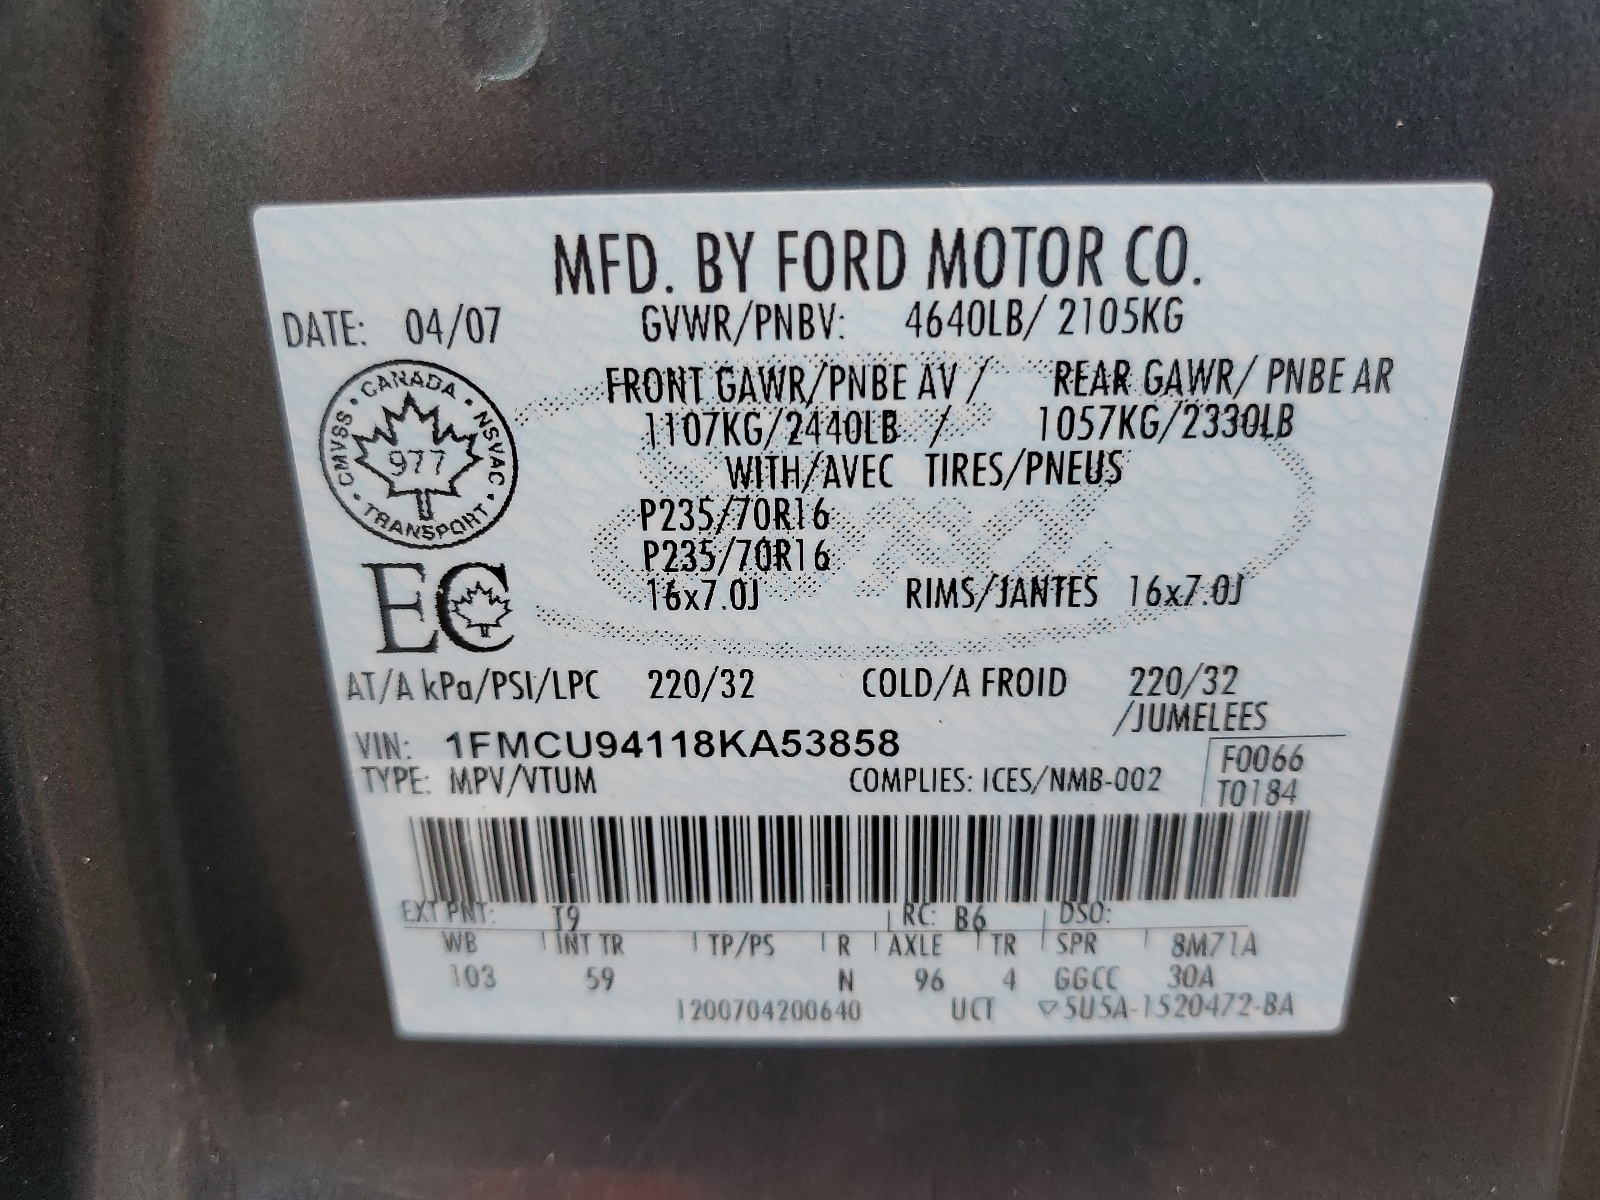 MFD. BY FORD MOTOR CO.
DATE: 04/07 GVWR/PNBV: 4640LB/ 2105KG
FRONT GAWR/PNBE AV / REAR GAWR/ PNBE AR
1107KG/2440LB / 1057KG/2330LB
WITH/AVEC TIRES/PNEUS
CANADA · NSVAC · TRANSPORT · CMVSS ·
977
P235/70R16
P235/70R16
16x7.0J RIMS/JANTES 16x7.0J
EC
AT/A kPa/PSI/LPC 220/32 COLD/A FROID 220/32
/JUMELEES
VIN: 1FMCU94118KA53858
F0066
TYPE: MPV/VTUM COMPLIES: ICES/NMB-002
T0184
EXT PNT: T9 RC: B6 DSO:
WB INT TR TP/PS R AXLE TR SPR 8M71A
103 59 N 96 4 GGCC 30A
1200704200640 UCT ▽5U5A-1520472-BA